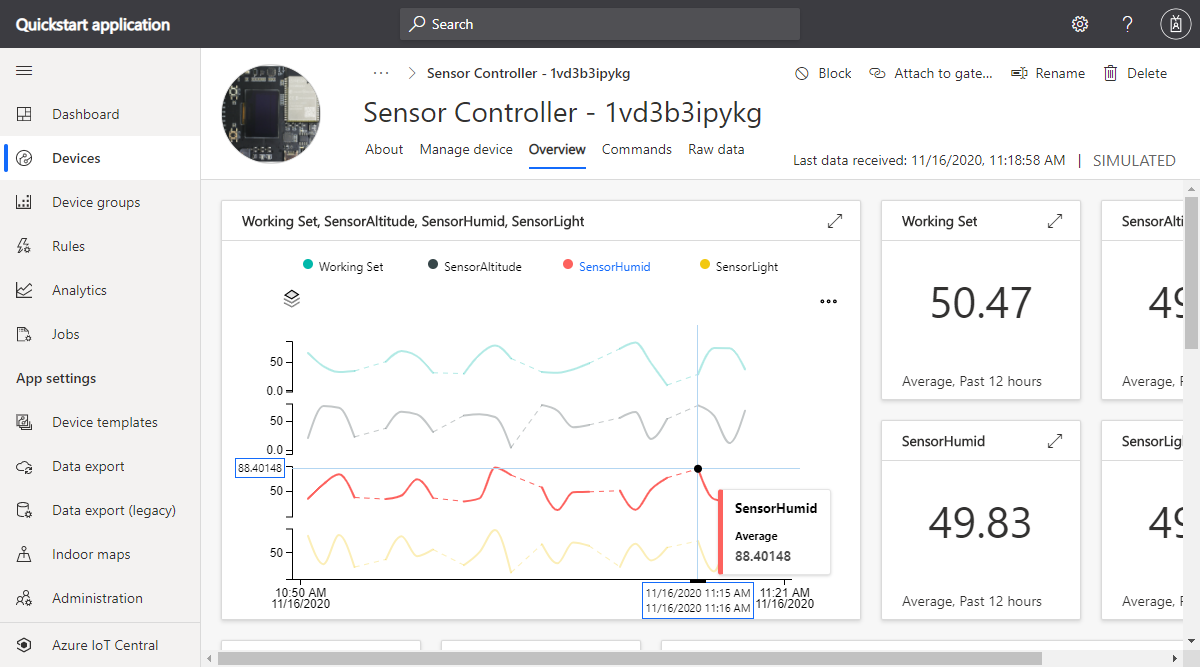 Quickstart application
Search
?
Dashboard
Devices
Device groups
Rules
Analytics
Jobs
App settings
Device templates
Data export
Data export (legacy)
Indoor maps
Administration
Azure IoT Central
··· > Sensor Controller - 1vd3b3ipykg
Block
Attach to gate...
Rename
Delete
Sensor Controller - 1vd3b3ipykg
About Manage device Overview Commands Raw data
Last data received: 11/16/2020, 11:18:58 AM | SIMULATED
Working Set, SensorAltitude, SensorHumid, SensorLight
Working Set SensorAltitude SensorHumid SensorLight
50
0.0
50
0.0
88.40148
50
50
SensorHumid
Average
88.40148
10:50 AM
11/16/2020
11/16/2020 11:15 AM
11/16/2020 11:16 AM
11:21 AM
11/16/2020
Working Set
50.47
Average, Past 12 hours
SensorAlti
49
Average, F
SensorHumid
49.83
Average, Past 12 hours
SensorLig
49
Average, F